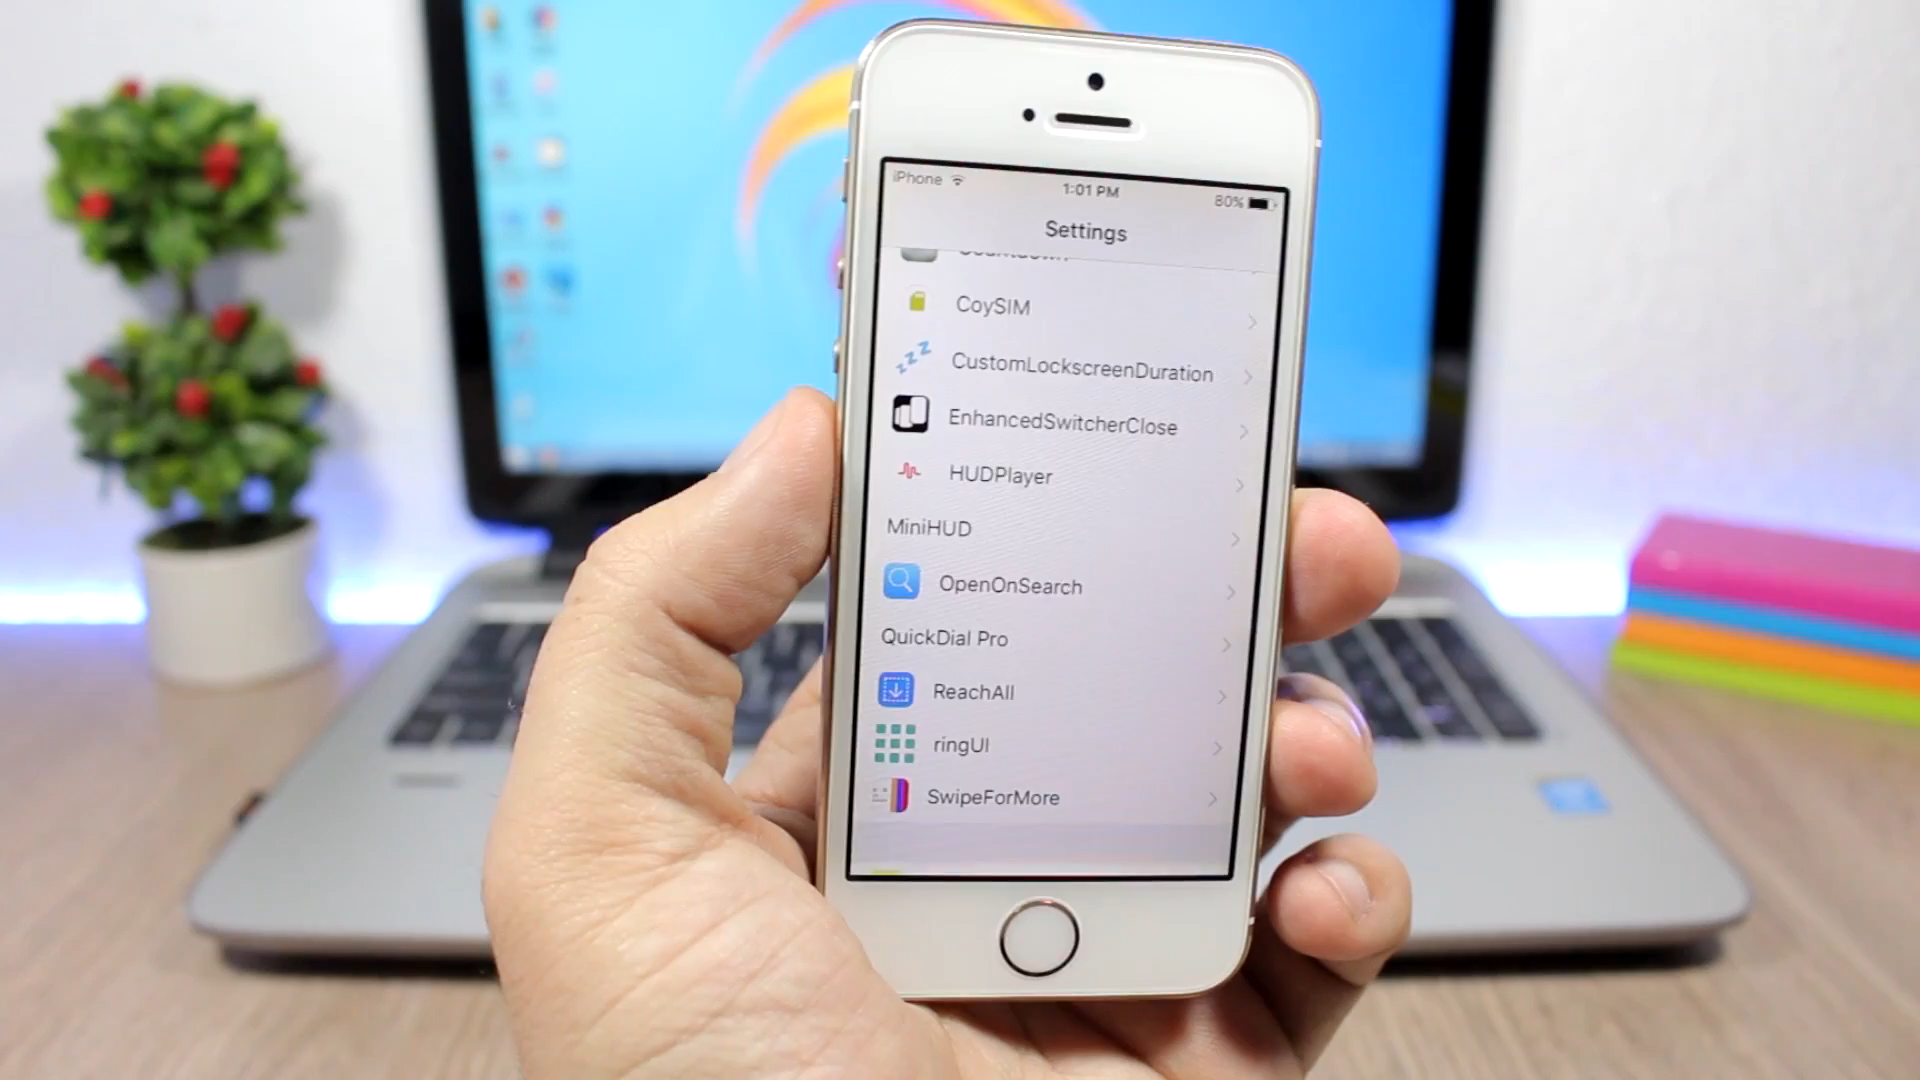 iPhone
1:01 PM
80%
Settings
CoySIM
CustomLockscreenDuration
EnhancedSwitcherClose
HUDPlayer
MiniHUD
OpenOnSearch
QuickDial Pro
ReachAll
ringUI
SwipeForMore